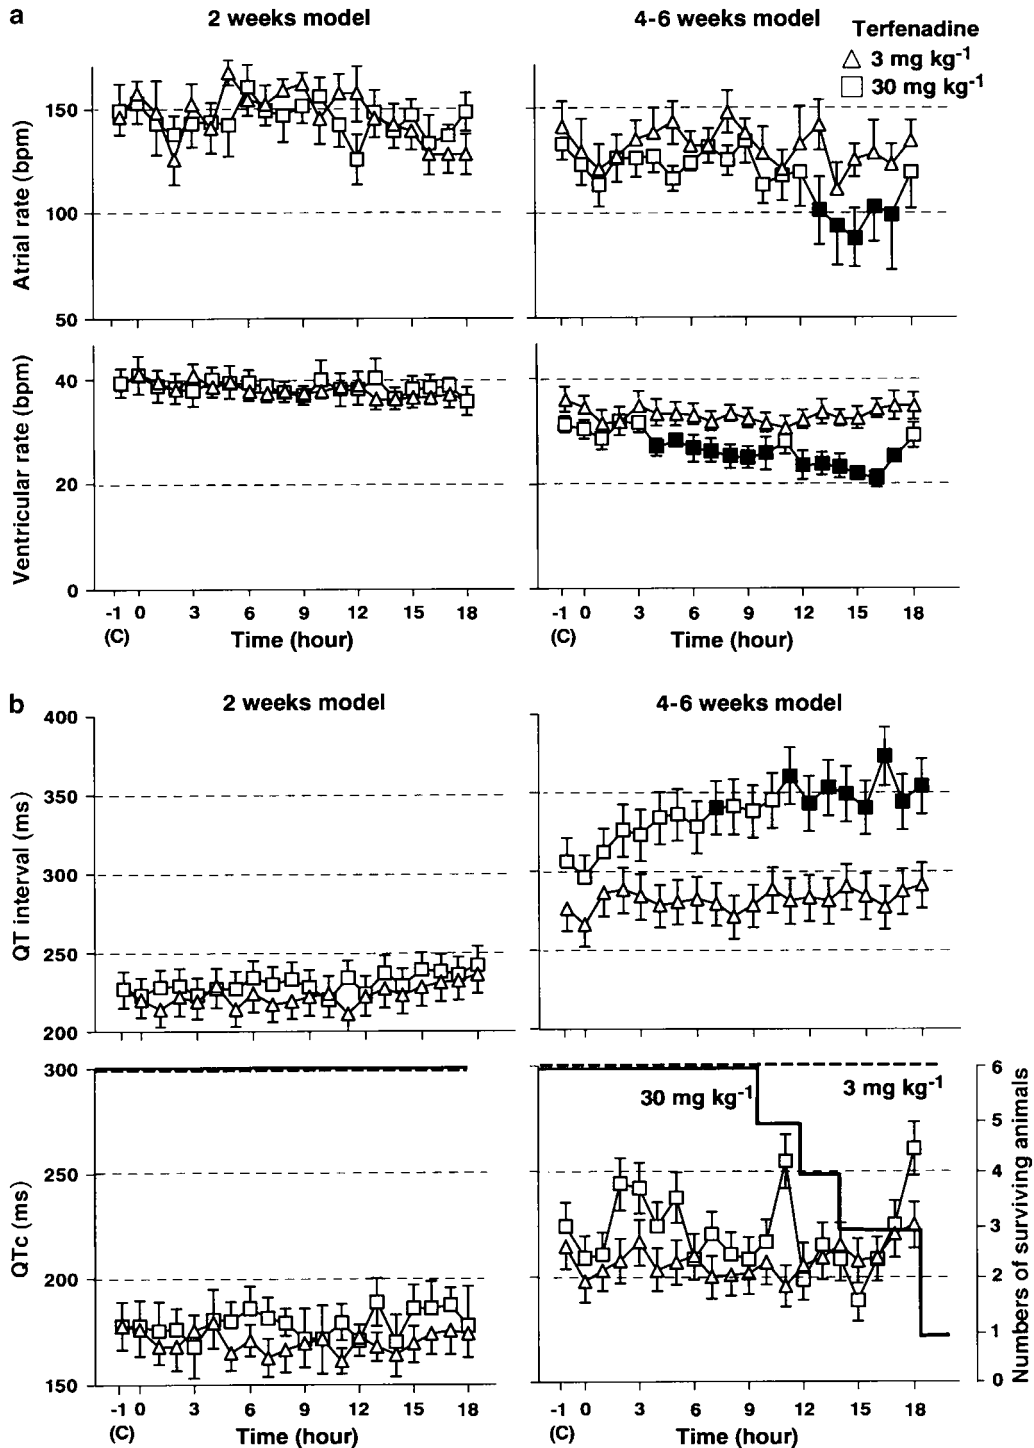 a
2 weeks model
4-6 weeks model
Terfenadine
3 mg kg⁻¹
30 mg kg⁻¹
Atrial rate (bpm)
150
100
50
Ventricular rate (bpm)
40
20
0
-1 0 3 6 9 12 15 18
(C) Time (hour)
-1 0 3 6 9 12 15 18
(C) Time (hour)
b
2 weeks model
4-6 weeks model
QT interval (ms)
400
350
300
250
200
QTc (ms)
300
250
200
150
30 mg kg⁻¹
3 mg kg⁻¹
6
5
4
3
2
1
0
Numbers of surviving animals
-1 0 3 6 9 12 15 18
(C) Time (hour)
-1 0 3 6 9 12 15 18
(C) Time (hour)